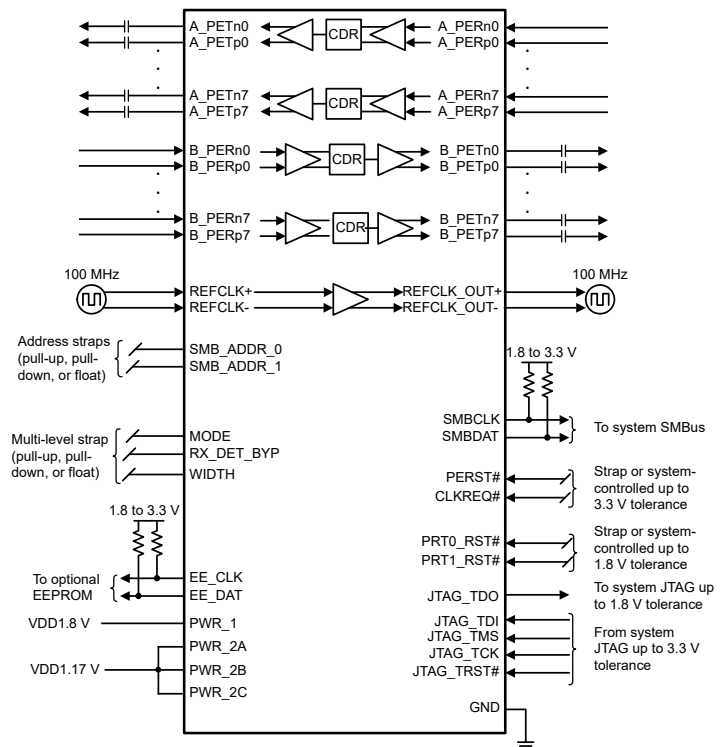 A_PETn0 CDR A_PERn0
A_PETp0 A_PERp0
A_PETn7 CDR A_PERn7
A_PETp7 A_PERp7
B_PERn0 CDR B_PETn0
B_PERp0 B_PETp0
B_PERn7 CDR B_PETn7
B_PERp7 B_PETp7
100 MHz
100 MHz
REFCLK+ REFCLK_OUT+
REFCLK- REFCLK_OUT-
Address straps
(pull-up, pull-
down, or float)
SMB_ADDR_0
SMB_ADDR_1
1.8 to 3.3 V
SMBCLK
SMBDAT
To system SMBus
Multi-level strap
(pull-up, pull-
down, or float)
MODE
RX_DET_BYP
WIDTH
PERST#
CLKREQ#
Strap or system-
controlled up to
3.3 V tolerance
1.8 to 3.3 V
PRT0_RST#
PRT1_RST#
Strap or system-
controlled up to
1.8 V tolerance
To optional
EEPROM
EE_CLK
EE_DAT
JTAG_TDO
To system JTAG up
to 1.8 V tolerance
VDD1.8 V
PWR_1
VDD1.17 V
PWR_2A
PWR_2B
PWR_2C
JTAG_TDI
JTAG_TMS
JTAG_TCK
JTAG_TRST#
From system
JTAG up to 3.3 V
tolerance
GND